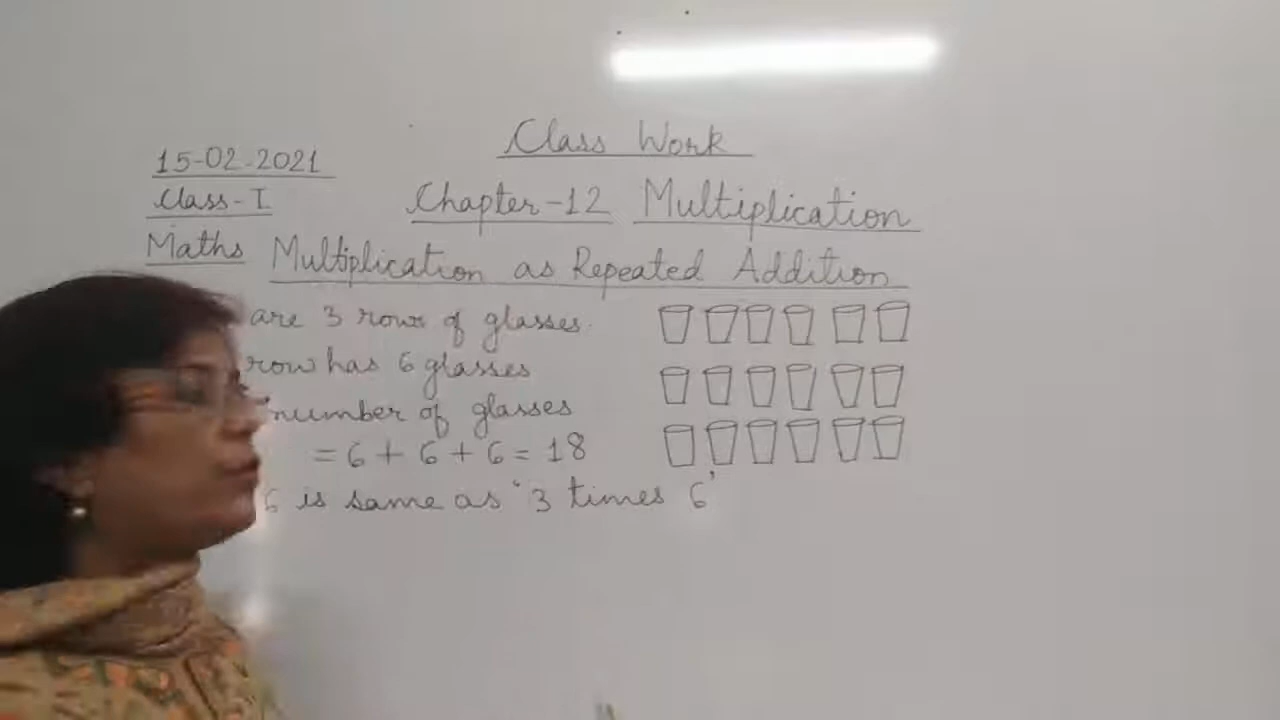 Class Work
15-02-2021
Class-I
Chapter-12 Multiplication
Maths Multiplication as Repeated Addition
are 3 rows of glasses.
row has 6 glasses
number of glasses
= 6 + 6 + 6 = 18
6 is same as '3 times 6'